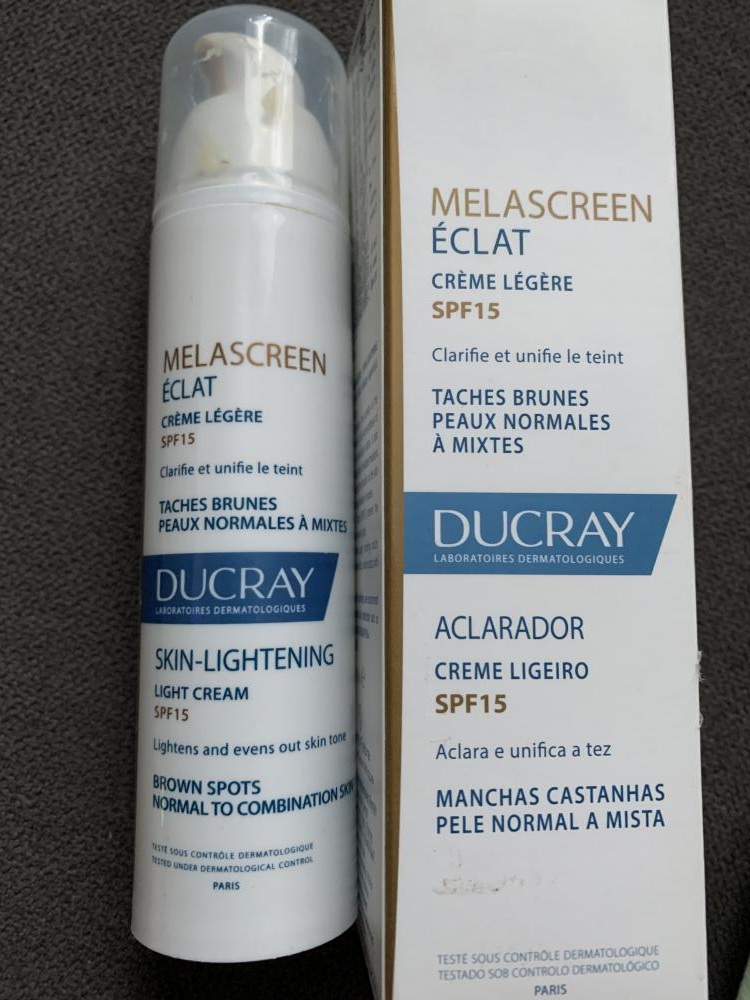 MELASCREEN
ÉCLAT
CRÈME LÉGÈRE
SPF15
Clarifie et unifie le teint
TACHES BRUNES
PEAUX NORMALES À MIXTES
DUCRAY
LABORATOIRES DERMATOLOGIQUES
SKIN-LIGHTENING
LIGHT CREAM
SPF15
Lightens and evens out skin tone
BROWN SPOTS
NORMAL TO COMBINATION SKIN
TESTÉ SOUS CONTRÔLE DERMATOLOGIQUE
TESTED UNDER DERMATOLOGICAL CONTROL
PARIS
MELASCREEN
ÉCLAT
CRÈME LÉGÈRE
SPF15
Clarifie et unifie le teint
TACHES BRUNES
PEAUX NORMALES
À MIXTES
DUCRAY
LABORATOIRES DERMATOLOGIQUES
ACLARADOR
CREME LIGEIRO
SPF15
Aclara e unifica a tez
MANCHAS CASTANHAS
PELE NORMAL A MISTA
TESTÉ SOUS CONTRÔLE DERMATOLOGIQUE
TESTADO SOB CONTROLO DERMATOLÓGICO
PARIS